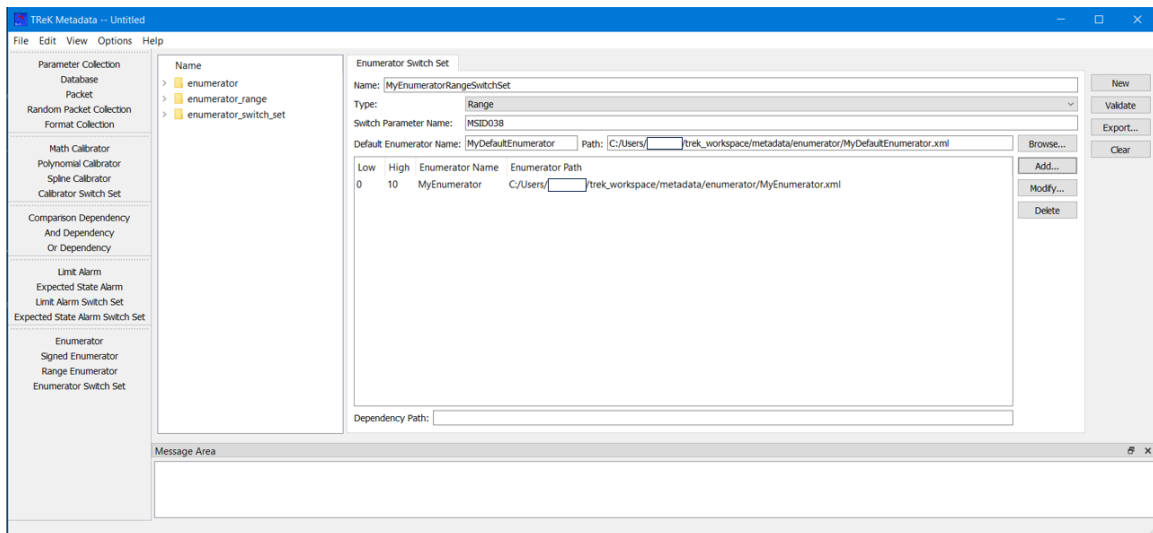 TReK Metadata -- Untitled
File Edit View Options Help
Parameter Collection
Database
Packet
Random Packet Collection
Format Collection
Math Calibrator
Polynomial Calibrator
Spline Calibrator
Calibrator Switch Set
Comparison Dependency
And Dependency
Or Dependency
Limit Alarm
Expected State Alarm
Limit Alarm Switch Set
Expected State Alarm Switch Set
Enumerator
Signed Enumerator
Range Enumerator
Enumerator Switch Set
Name
enumerator
enumerator_range
enumerator_switch_set
Enumerator Switch Set
Name: MyEnumeratorRangeSwitchSet
Type: Range
Switch Parameter Name: MSID038
Default Enumerator Name: MyDefaultEnumerator Path: C:/Users/ /trek_workspace/metadata/enumerator/MyDefaultEnumerator.xml Browse...
Low High Enumerator Name Enumerator Path
0 10 MyEnumerator C:/Users/ /trek_workspace/metadata/enumerator/MyEnumerator.xml
Add...
Modify...
Delete
Dependency Path:
New
Validate
Export...
Clear
Message Area